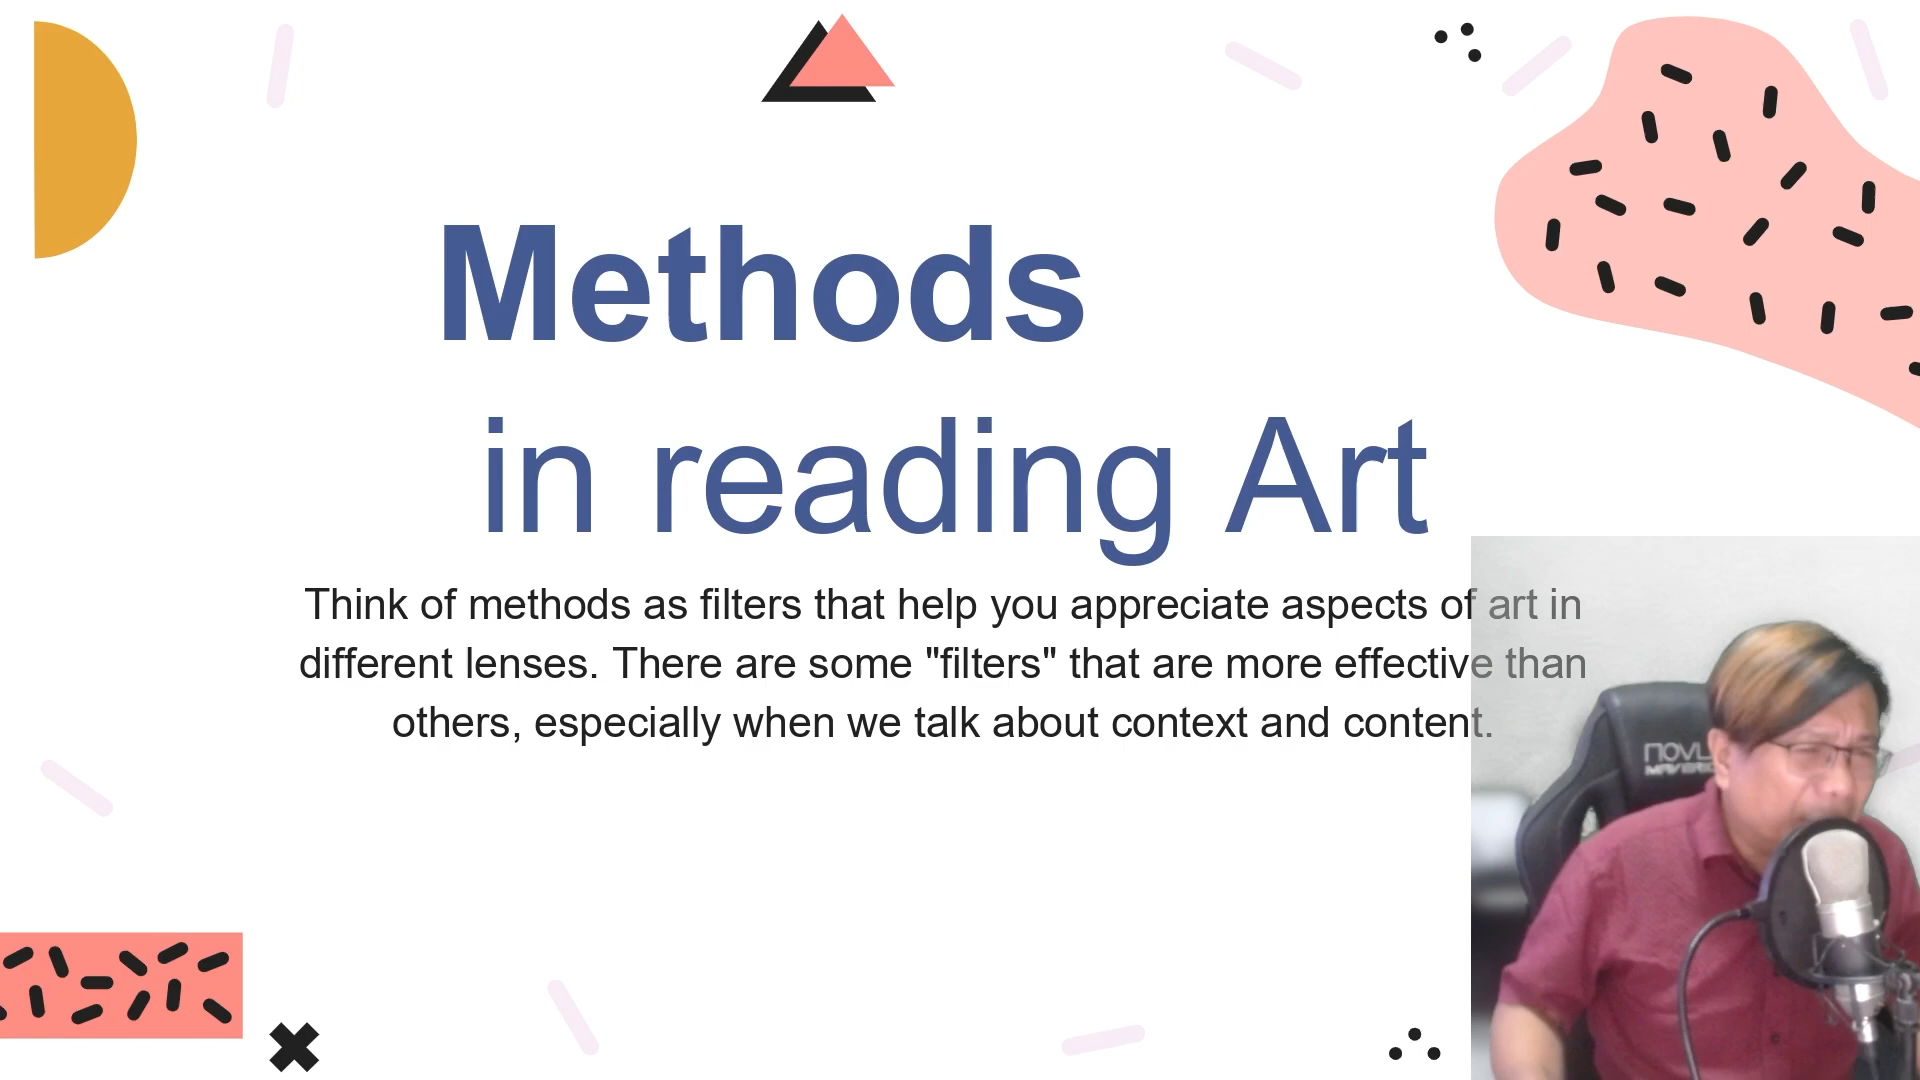 Methods
in reading Art
Think of methods as filters that help you appreciate aspects of art in
different lenses. There are some "filters" that are more effective than
others, especially when we talk about context and content.